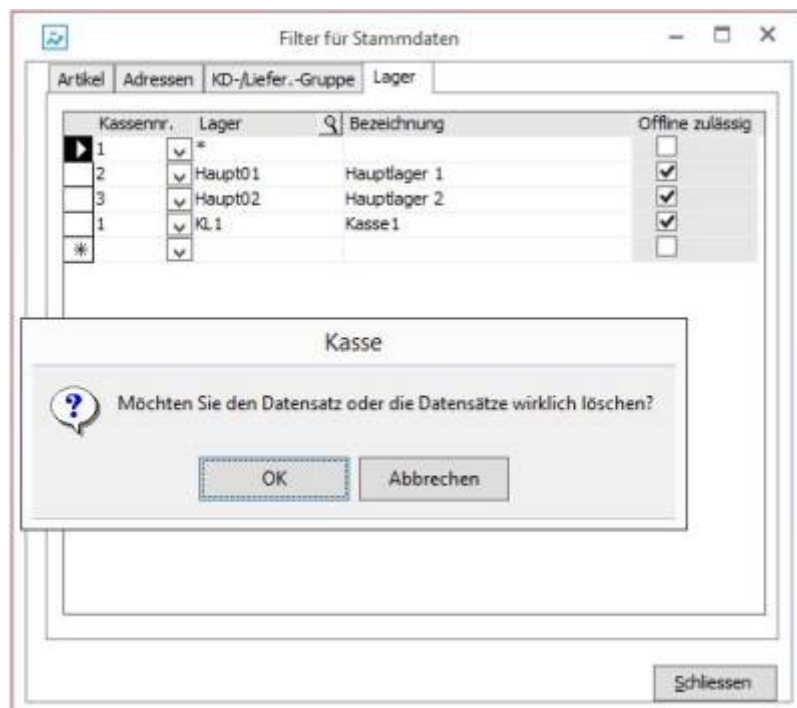 Filter für Stammdaten
Artikel Adressen KD-/Liefer.-Gruppe Lager
Kassennr. Lager Bezeichnung Offline zulässig
1 *
2 Haupt01 Hauptlager 1
3 Haupt02 Hauptlager 2
1 KL1 Kasse1
*
Kasse
Möchten Sie den Datensatz oder die Datensätze wirklich löschen?
OK Abbrechen
Schliessen